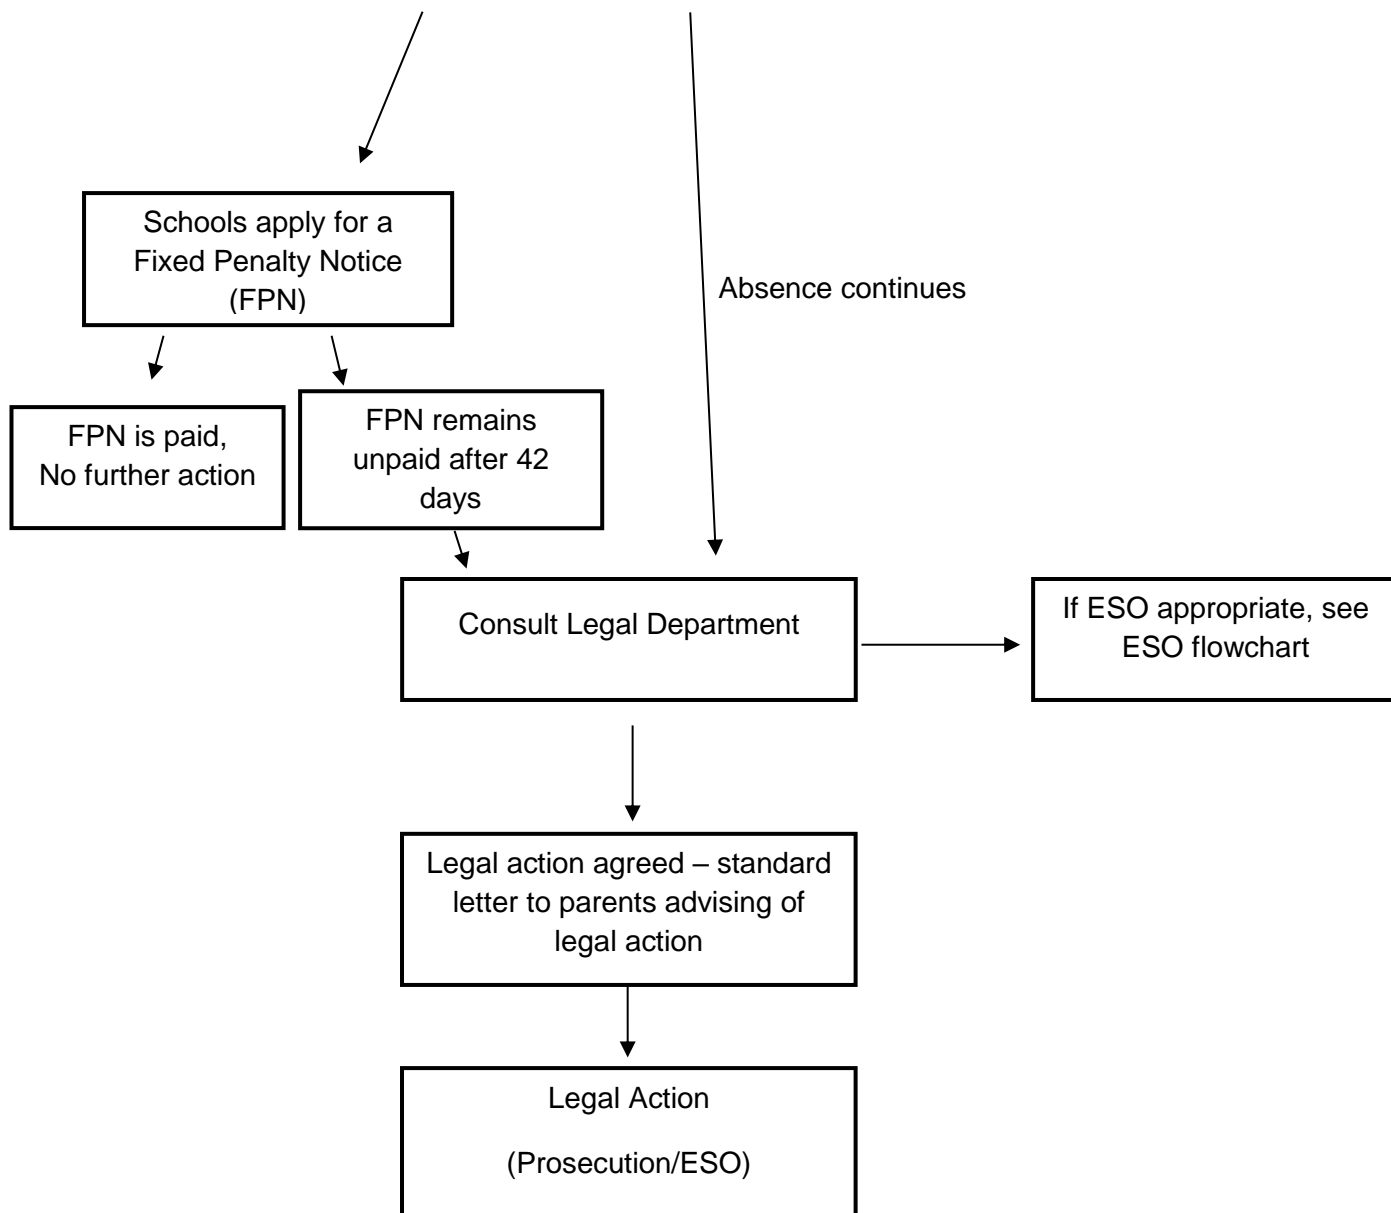 Schools apply for a
Fixed Penalty Notice
(FPN)
Absence continues
FPN is paid,
No further action
FPN remains
unpaid after 42
days
Consult Legal Department
If ESO appropriate, see
ESO flowchart
Legal action agreed – standard
letter to parents advising of
legal action
Legal Action
(Prosecution/ESO)